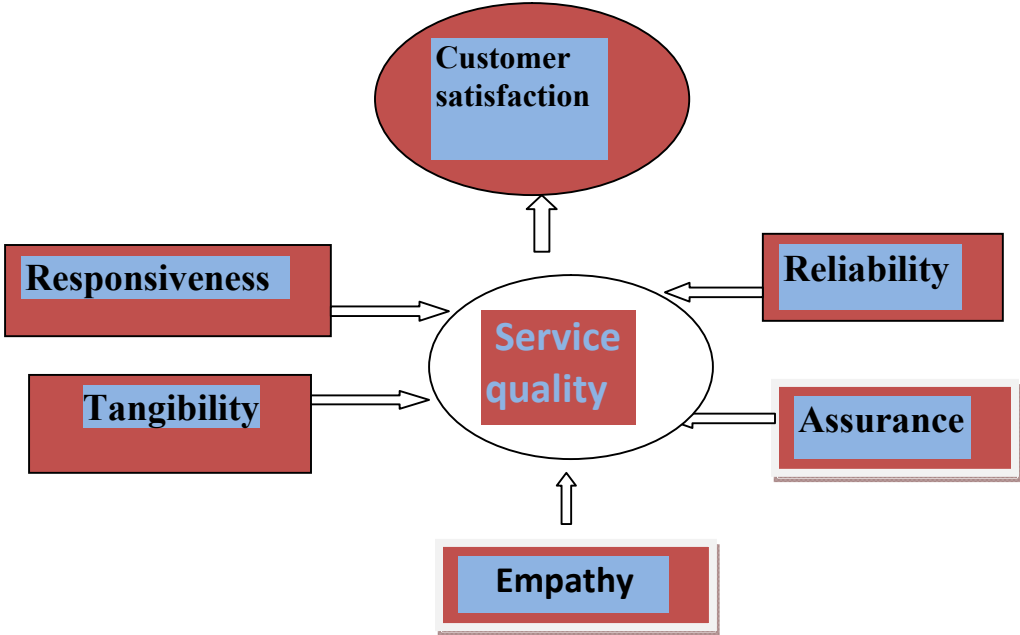 Customer
satisfaction
Responsiveness
Reliability
Service
quality
Tangibility
Assurance
Empathy